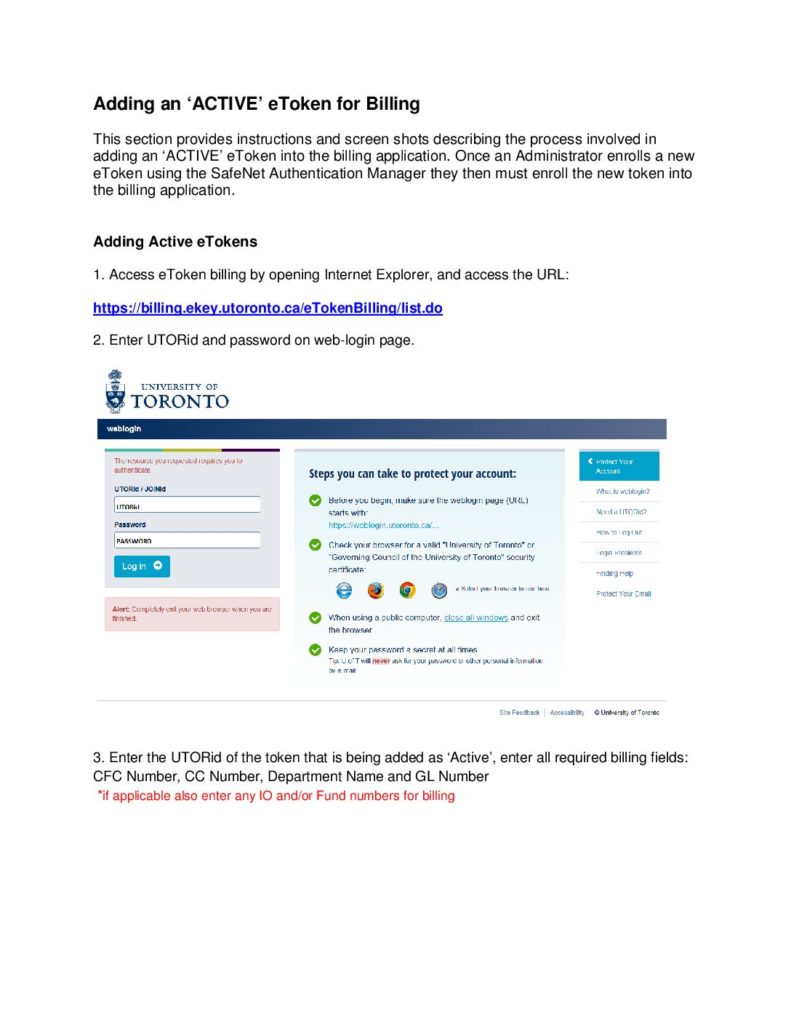 Adding an ‘ACTIVE’ eToken for Billing
This section provides instructions and screen shots describing the process involved in
adding an ‘ACTIVE’ eToken into the billing application. Once an Administrator enrolls a new
eToken using the SafeNet Authentication Manager they then must enroll the new token into
the billing application.
Adding Active eTokens
1. Access eToken billing by opening Internet Explorer, and access the URL:
https://billing.ekey.utoronto.ca/eTokenBilling/list.do
2. Enter UTORid and password on web-login page.
UNIVERSITY OF
TORONTO
weblogin
The resource you requested requires you to
authenticate.
UTORid / JOINid
UTORid
Password
PASSWORD
Log in
Alert: Completely exit your web browser when you are
finished.
Steps you can take to protect your account:
Before you begin, make sure the weblogin page (URL)
starts with:
https://weblogin.utoronto.ca/...
Check your browser for a valid "University of Toronto" or
"Governing Council of the University of Toronto" security
certificate:
« Select your browser to see how
When using a public computer, close all windows and exit
the browser
Keep your password a secret at all times
Tip: U of T will never ask for your password or other personal information
by e-mail
Protect Your
Account
What is weblogin?
Need a UTORid?
How to Log Out
Login Problems
Finding Help
Protect Your Email
Site Feedback | Accessibility © University of Toronto
3. Enter the UTORid of the token that is being added as ‘Active’, enter all required billing fields:
CFC Number, CC Number, Department Name and GL Number
*if applicable also enter any IO and/or Fund numbers for billing